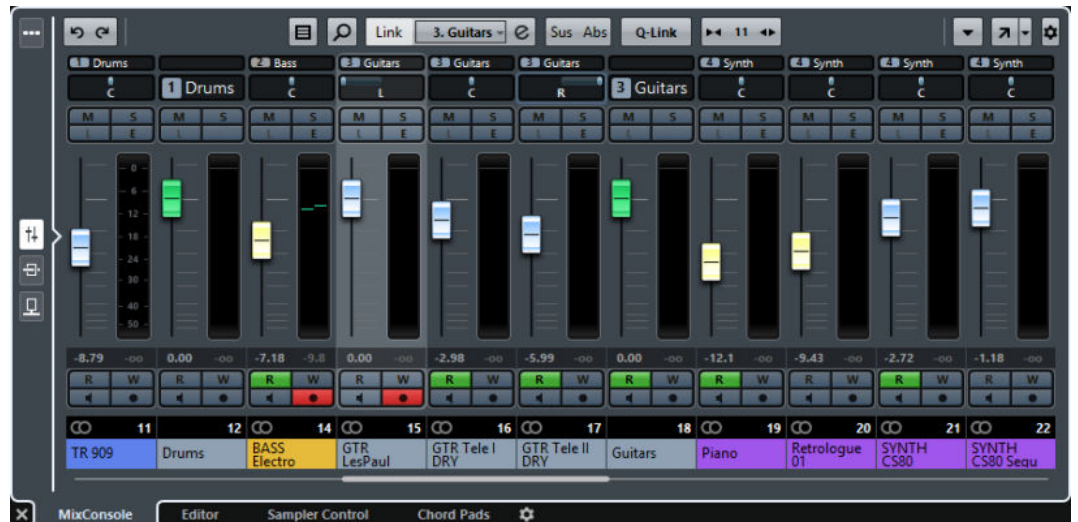 Link 3. Guitars Sus Abs Q-Link 11
1 Drums 2 Bass 3 Guitars 3 Guitars 3 Guitars 4 Synth 4 Synth 4 Synth 4 Synth
C 1 Drums C L C R 3 Guitars C C C C
M S M S M S M S M S M S M S M S M S M S M S
L E L E L E L E L E L E L E L E L E L E L E
0
6
12
18
24
30
40
50
-8.79 -oo 0.00 -oo -7.18 -9.8 0.00 -oo -2.98 -oo -5.99 -oo 0.00 -oo -12.1 -oo -9.43 -oo -2.72 -oo -1.18 -oo
R W R W R W R W R W R W R W R W R W R W R W
11 12 14 15 16 17 18 19 20 21 22
TR 909 Drums BASS Electro GTR LesPaul GTR Tele I DRY GTR Tele II DRY Guitars Piano Retrologue 01 SYNTH CS80 SYNTH CS80 Sequ
MixConsole Editor Sampler Control Chord Pads